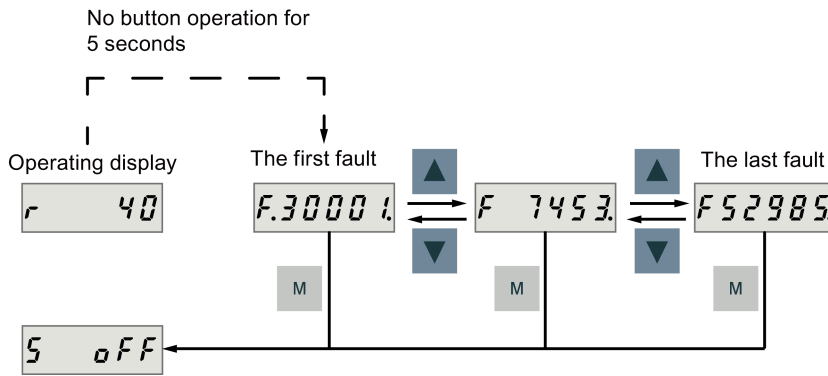 No button operation for
5 seconds
Operating display
The first fault
The last fault
r 40
F.30001.
F 7453.
F52985.
M
M
M
S oFF